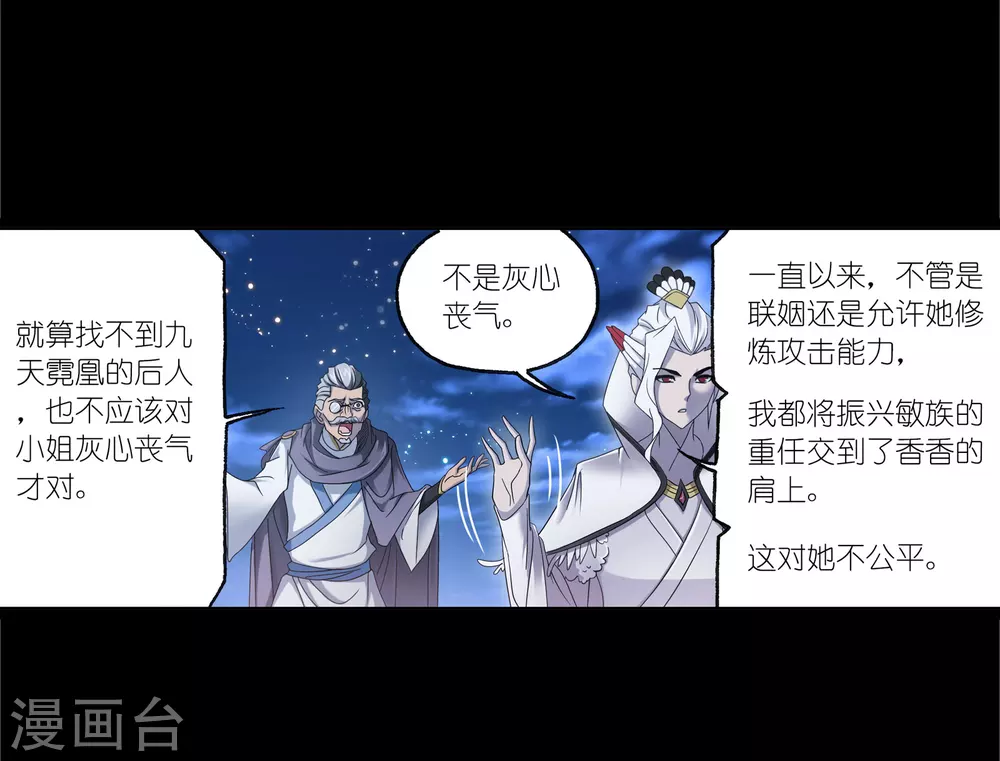 就算找不到九
天霓凰的后人
，也不应该对
小姐灰心丧气
才对。
不是灰心
丧气。
一直以来，不管是
联姻还是允许她修
炼攻击能力，
我都将振兴敏族的
重任交到了香香的
肩上。
这对她不公平。
漫画台